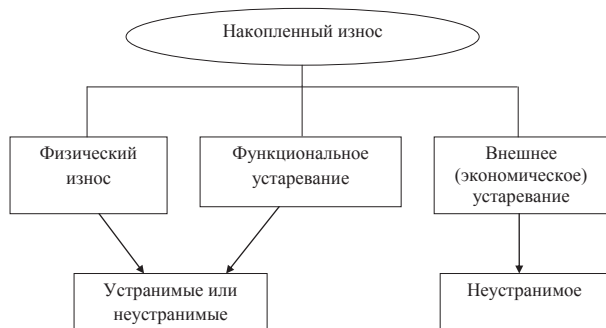 Накопленный износ
Физический
износ
Функциональное
устаревание
Внешнее
(экономическое)
устаревание
Устранимые или
неустранимые
Неустранимое